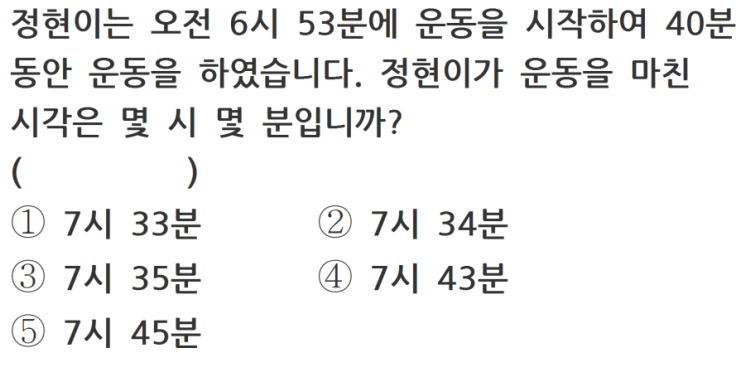 정현이는 오전 6시 53분에 운동을 시작하여 40분
동안 운동을 하였습니다. 정현이가 운동을 마친
시각은 몇 시 몇 분입니까?
(          )
① 7시 33분  ② 7시 34분
③ 7시 35분  ④ 7시 43분
⑤ 7시 45분